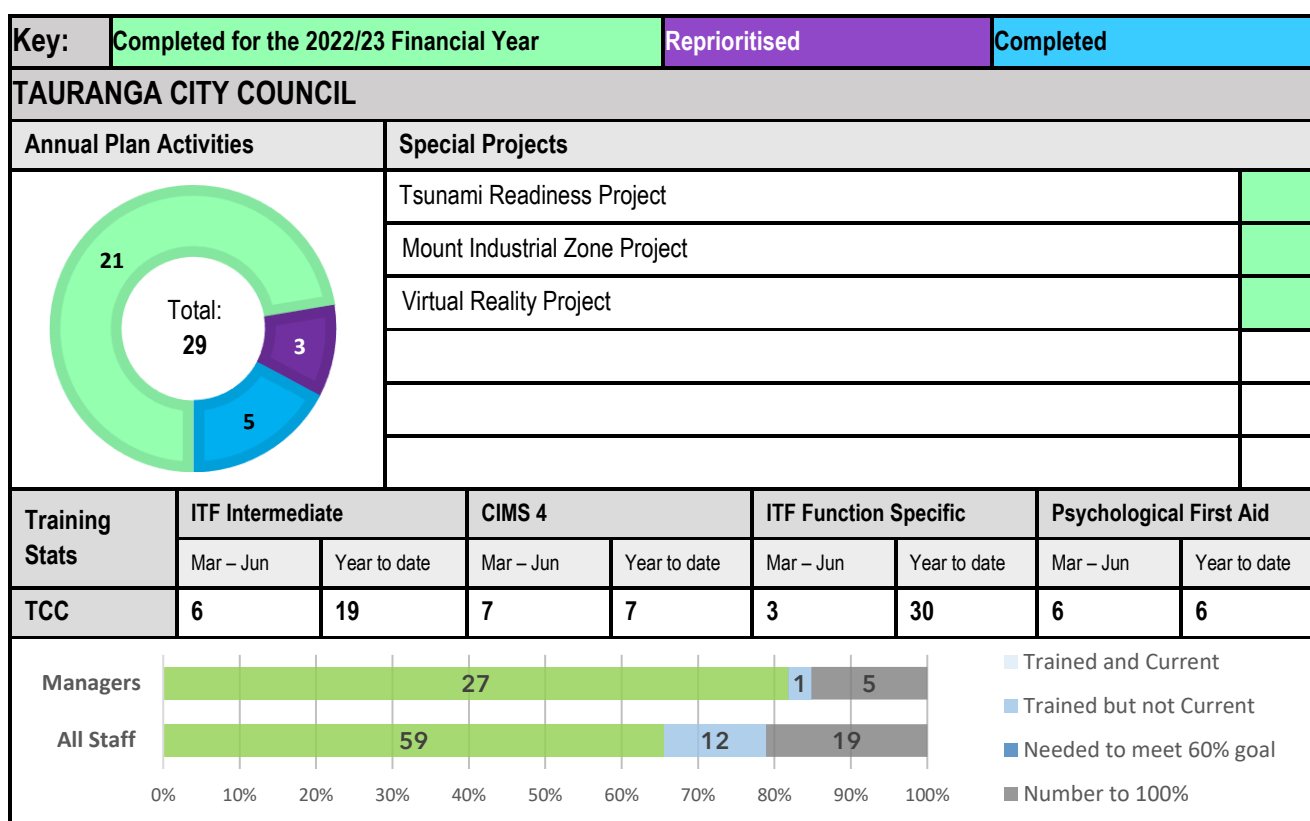 Key: Completed for the 2022/23 Financial Year Reprioritised Completed
TAURANGA CITY COUNCIL
Annual Plan Activities Special Projects
Tsunami Readiness Project
Mount Industrial Zone Project
Virtual Reality Project
21
Total:
29
3
5
Training Stats ITF Intermediate CIMS 4 ITF Function Specific Psychological First Aid
Mar – Jun Year to date Mar – Jun Year to date Mar – Jun Year to date Mar – Jun Year to date
TCC 6 19 7 7 3 30 6 6
Managers 27 1 5
All Staff 59 12 19
0% 10% 20% 30% 40% 50% 60% 70% 80% 90% 100%
Trained and Current
Trained but not Current
Needed to meet 60% goal
Number to 100%